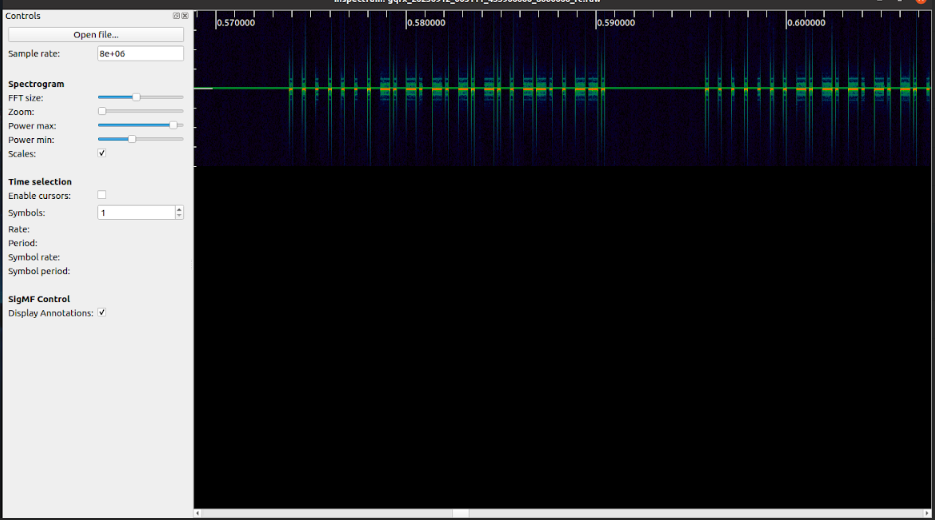 Controls
Open file...
Sample rate: 8e+06
Spectrogram
FFT size:
Zoom:
Power max:
Power min:
Scales:
Time selection
Enable cursors:
Symbols: 1
Rate:
Period:
Symbol rate:
Symbol period:
SigMF Control
Display Annotations:
0.570000 0.580000 0.590000 0.600000